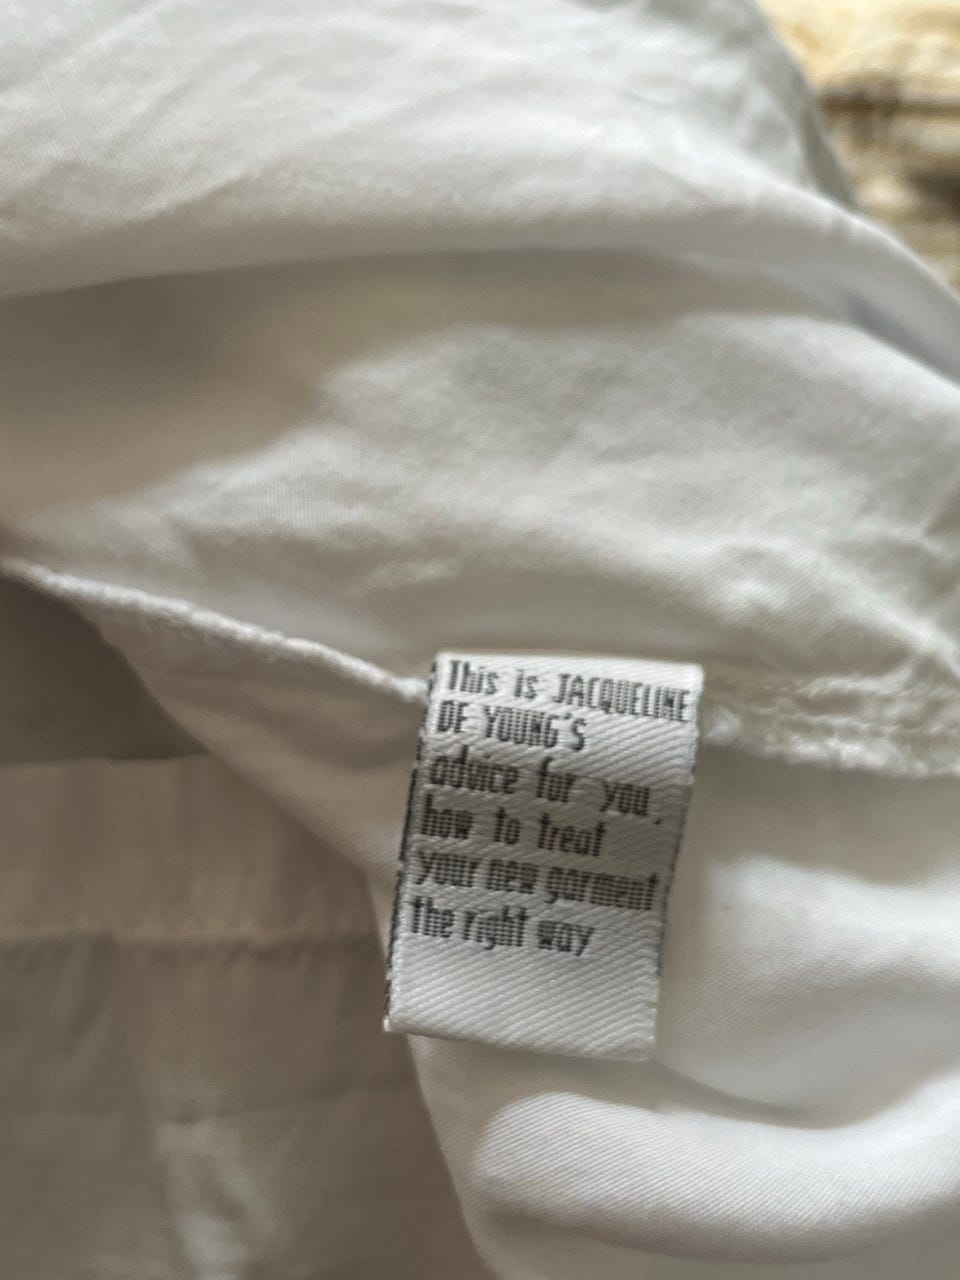 This is JACQUELINE
DE YOUNG'S
advice for you,
how to treat
your new garment
the right way